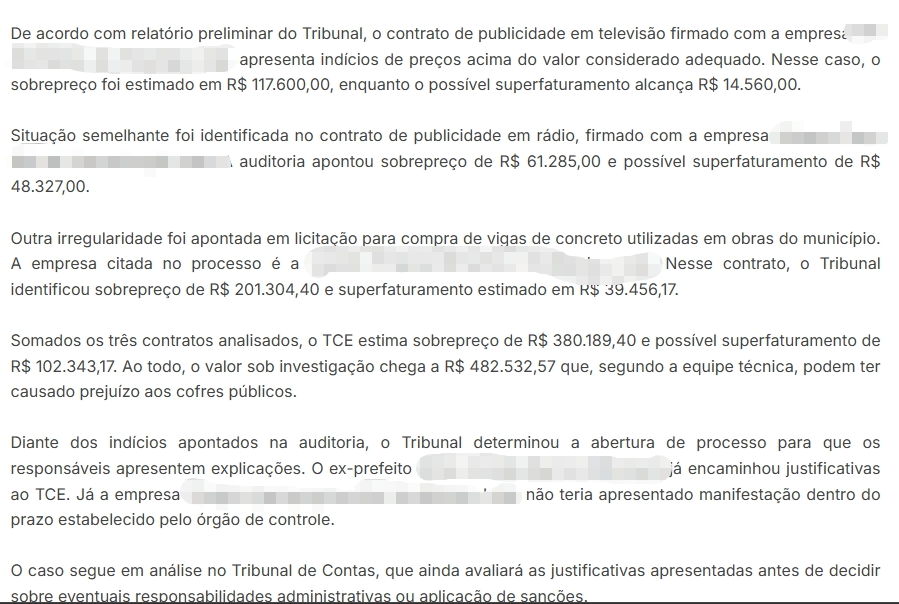 De acordo com relatório preliminar do Tribunal, o contrato de publicidade em televisão firmado com a empresa
apresenta indícios de preços acima do valor considerado adequado. Nesse caso, o
sobrepreço foi estimado em R$ 117.600,00, enquanto o possível superfaturamento alcança R$ 14.560,00.
Situação semelhante foi identificada no contrato de publicidade em rádio, firmado com a empresa
auditoria apontou sobrepreço de R$ 61.285,00 e possível superfaturamento de R$
48.327,00.
Outra irregularidade foi apontada em licitação para compra de vigas de concreto utilizadas em obras do município.
A empresa citada no processo é a Nesse contrato, o Tribunal
identificou sobrepreço de R$ 201.304,40 e superfaturamento estimado em R$ 39.456,17.
Somados os três contratos analisados, o TCE estima sobrepreço de R$ 380.189,40 e possível superfaturamento de
R$ 102.343,17. Ao todo, o valor sob investigação chega a R$ 482.532,57 que, segundo a equipe técnica, podem ter
causado prejuízo aos cofres públicos.
Diante dos indícios apontados na auditoria, o Tribunal determinou a abertura de processo para que os
responsáveis apresentem explicações. O ex-prefeito já encaminhou justificativas
ao TCE. Já a empresa não teria apresentado manifestação dentro do
prazo estabelecido pelo órgão de controle.
O caso segue em análise no Tribunal de Contas, que ainda avaliará as justificativas apresentadas antes de decidir
sobre eventuais responsabilidades administrativas ou aplicação de sanções.